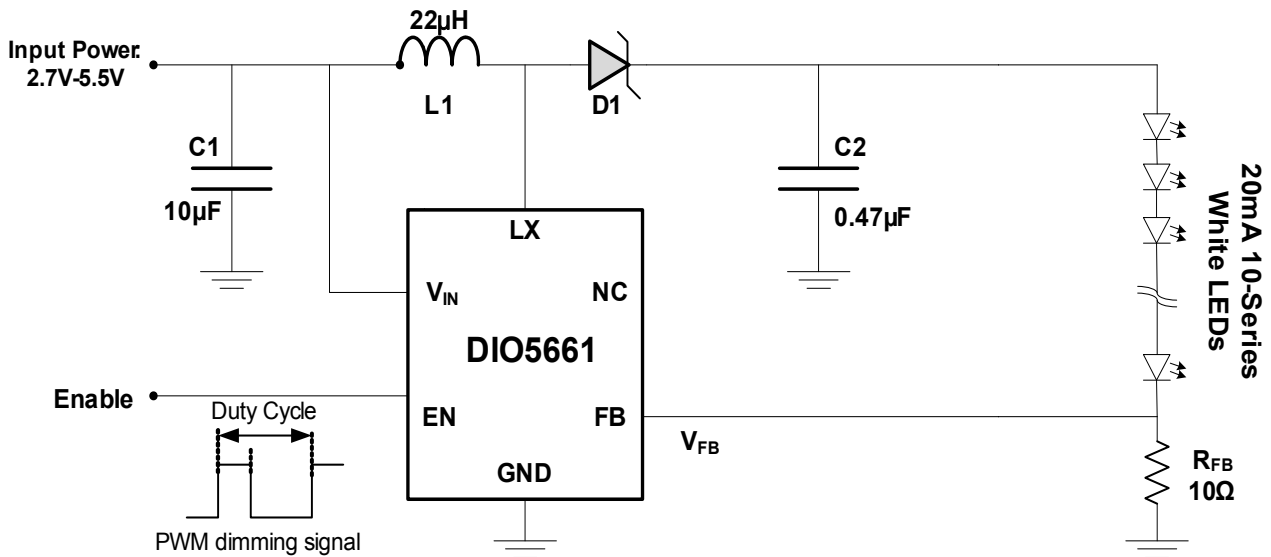 22µH
Input Power:
2.7V-5.5V
L1
D1
C1
10µF
C2
0.47µF
LX
VIN
NC
DIO5661
EN
FB
GND
Enable
Duty Cycle
PWM dimming signal
VFB
RFB
10Ω
20mA 10-Series
White LEDs